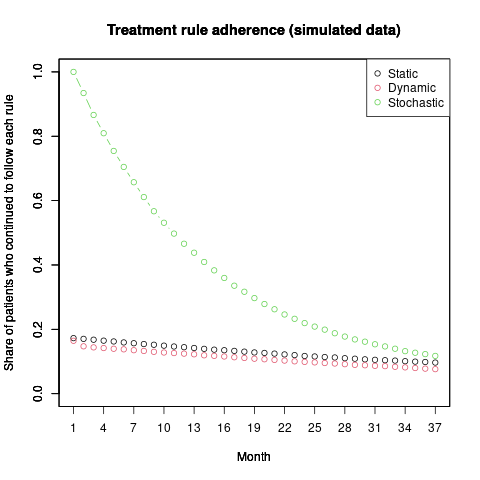 Treatment rule adherence (simulated data)
Static
Dynamic
Stochastic
Share of patients who continued to follow each rule
1.0
0.8
0.6
0.4
0.2
0.0
1 4 7 10 13 16 19 22 25 28 31 34 37
Month